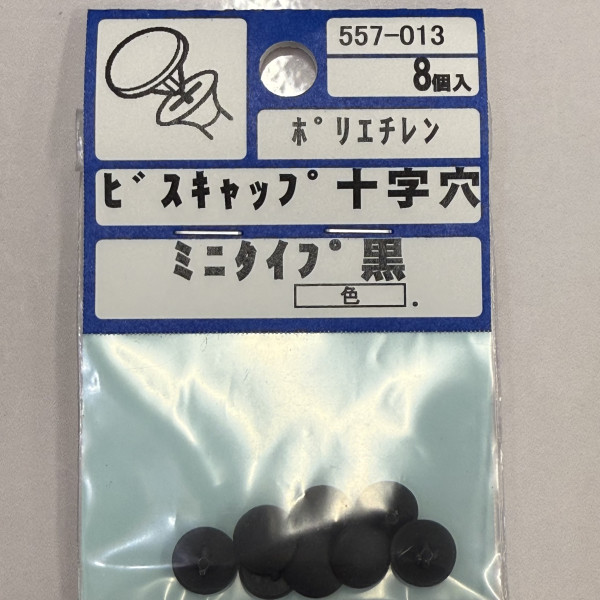 557-013
8個入
ポリエチレン
ビスキャップ 十字穴
ミニタイプ 黒
色